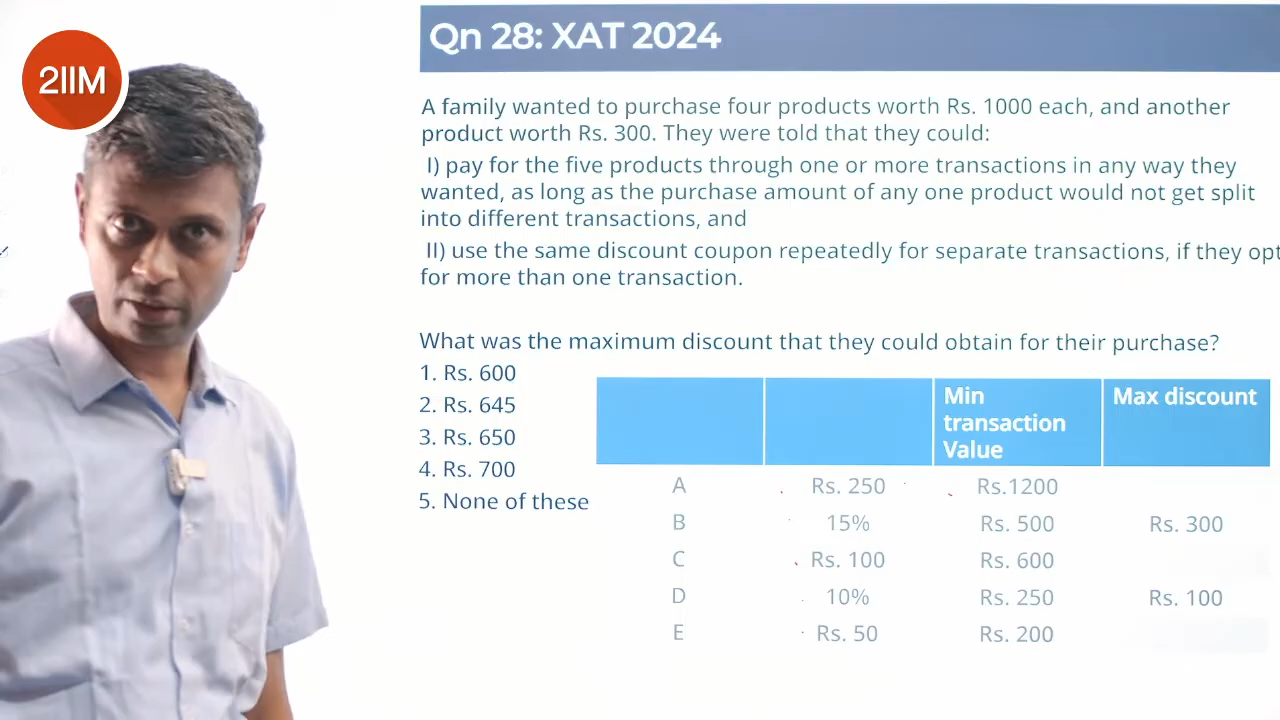 2IIM
Qn 28: XAT 2024
A family wanted to purchase four products worth Rs. 1000 each, and another
product worth Rs. 300. They were told that they could:
I) pay for the five products through one or more transactions in any way they
wanted, as long as the purchase amount of any one product would not get split
into different transactions, and
II) use the same discount coupon repeatedly for separate transactions, if they opt
for more than one transaction.
What was the maximum discount that they could obtain for their purchase?
1. Rs. 600
2. Rs. 645
3. Rs. 650
4. Rs. 700
5. None of these
Min transaction Value Max discount
A Rs. 250 Rs.1200
B 15% Rs. 500 Rs. 300
C Rs. 100 Rs. 600
D 10% Rs. 250 Rs. 100
E Rs. 50 Rs. 200